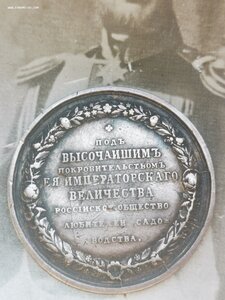 ПОДЪ
ВЫСОЧАЙШИМЪ
ПОКРОВИТЕЛЬСТВОМЪ
ЕЯ ИМПЕРАТОРСКАГО
ВЕЛИЧЕСТВА
РОССІЙСКОЕ ОБЩЕСТВО
ЛЮБИТЕЛЕЙ САДО-
ВОДСТВА.